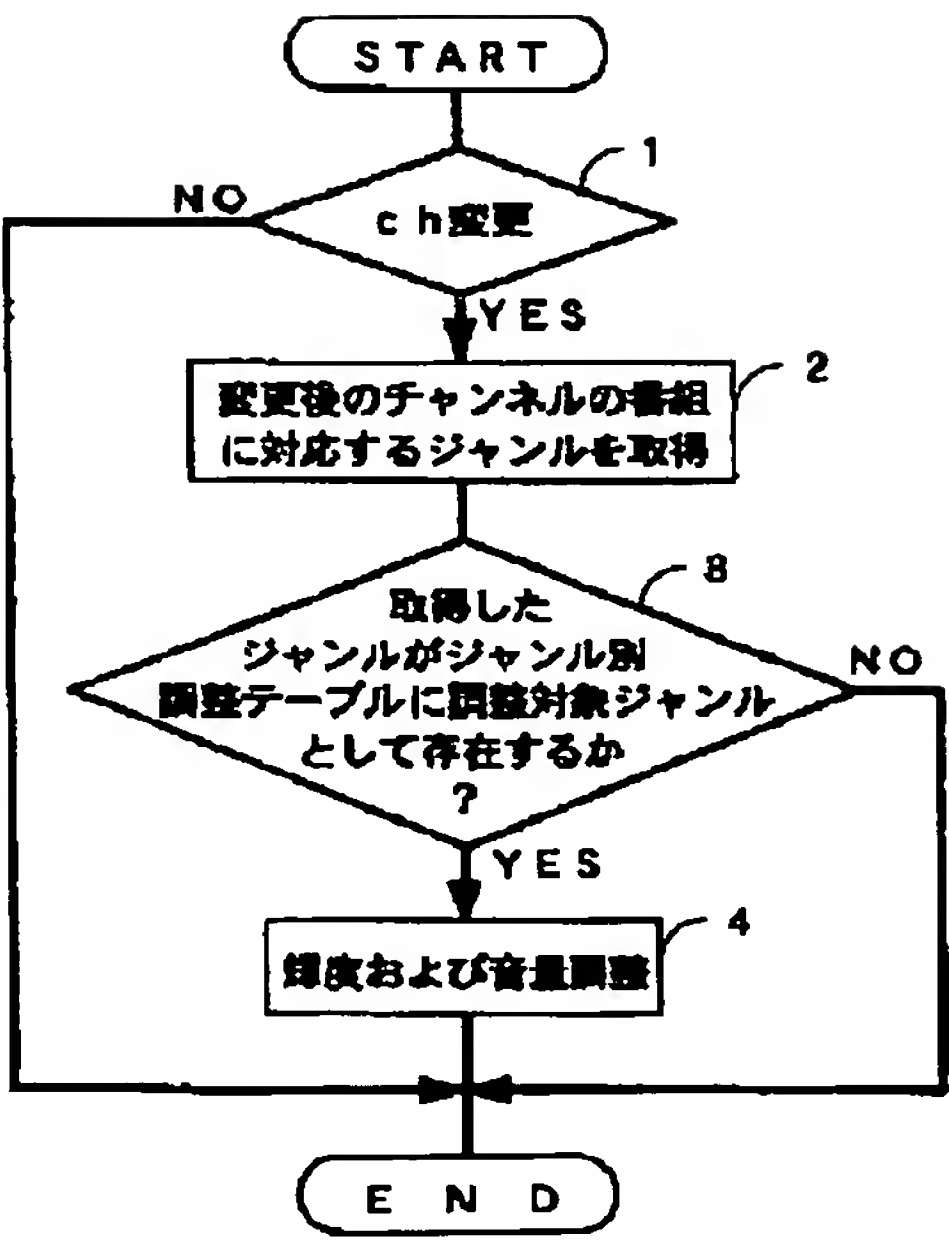 START
1
NO
ch変更
YES
2
変更後のチャンネルの番組
に対応するジャンルを取得
3
取得した
ジャンルがジャンル別
調整テーブルに調整対象ジャンル
として存在するか
?
NO
YES
4
輝度および音量調整
END